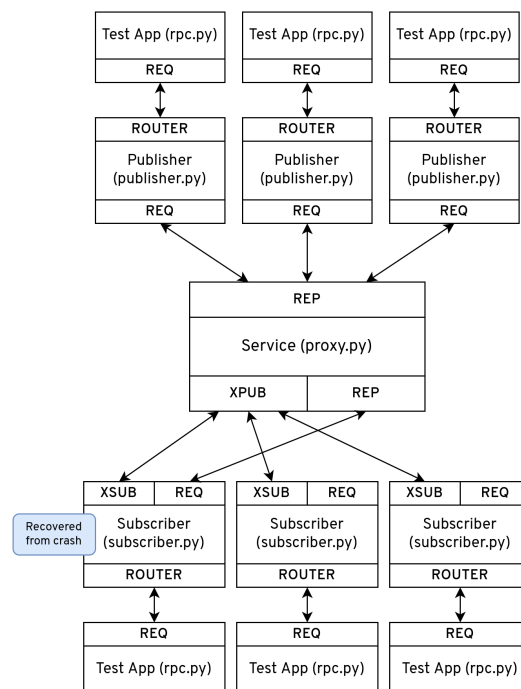 Test App (rpc.py) Test App (rpc.py) Test App (rpc.py)
REQ REQ REQ
ROUTER ROUTER ROUTER
Publisher Publisher Publisher
(publisher.py) (publisher.py) (publisher.py)
REQ REQ REQ
REP
Service (proxy.py)
XPUB REP
XSUB REQ XSUB REQ XSUB REQ
Recovered
from crash
Subscriber Subscriber Subscriber
(subscriber.py) (subscriber.py) (subscriber.py)
ROUTER ROUTER ROUTER
REQ REQ REQ
Test App (rpc.py) Test App (rpc.py) Test App (rpc.py)